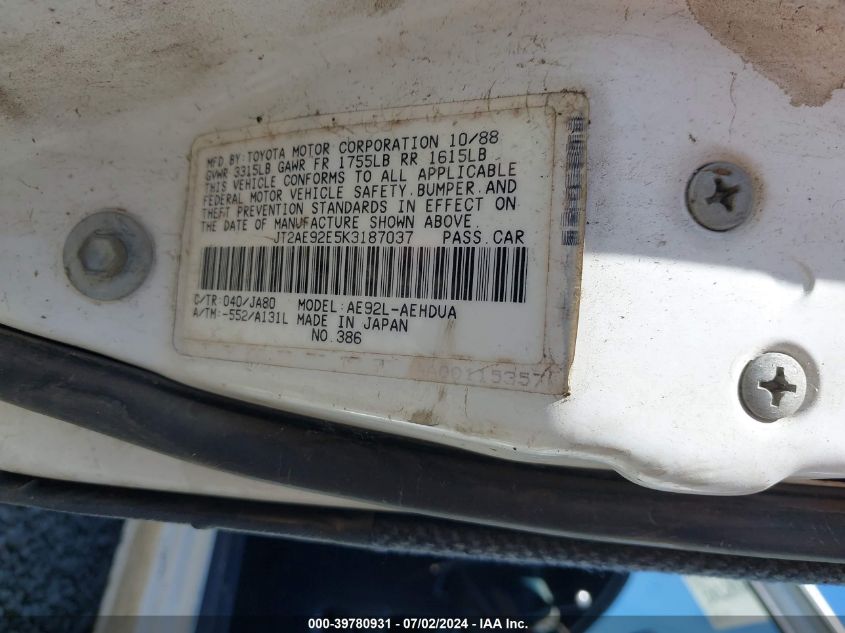 MFD BY: TOYOTA MOTOR CORPORATION 10/88
GVWR 3315LB GAWR FR 1755LB RR 1615LB
THIS VEHICLE CONFORMS TO ALL APPLICABLE
FEDERAL MOTOR VEHICLE SAFETY, BUMPER, AND
THEFT PREVENTION STANDARDS IN EFFECT ON
THE DATE OF MANUFACTURE SHOWN ABOVE.
JT2AE92E5K3187037 PASS. CAR
C/TR: 040/JA80 MODEL: AE92L-AEHDUA
A/TM: -552/A131L MADE IN JAPAN
NO. 386
000-39780931 - 07/02/2024 - IAA Inc.